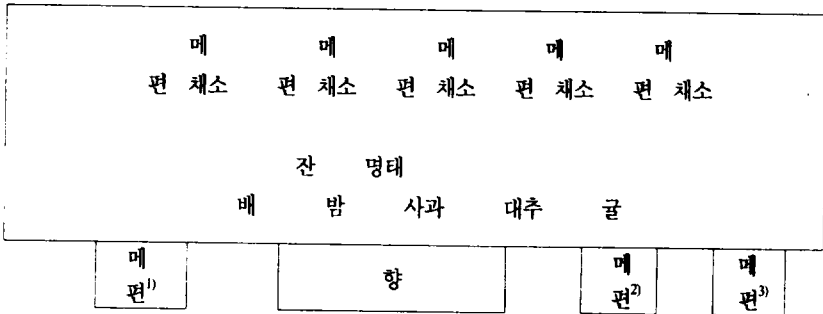 메 메 메 메 메
편 채소 편 채소 편 채소 편 채소 편 채소
잔 명태
배 밤 사과 대추 귤
메 향 메 메
편1) 편2) 편3)